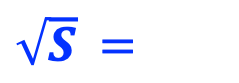 √S =